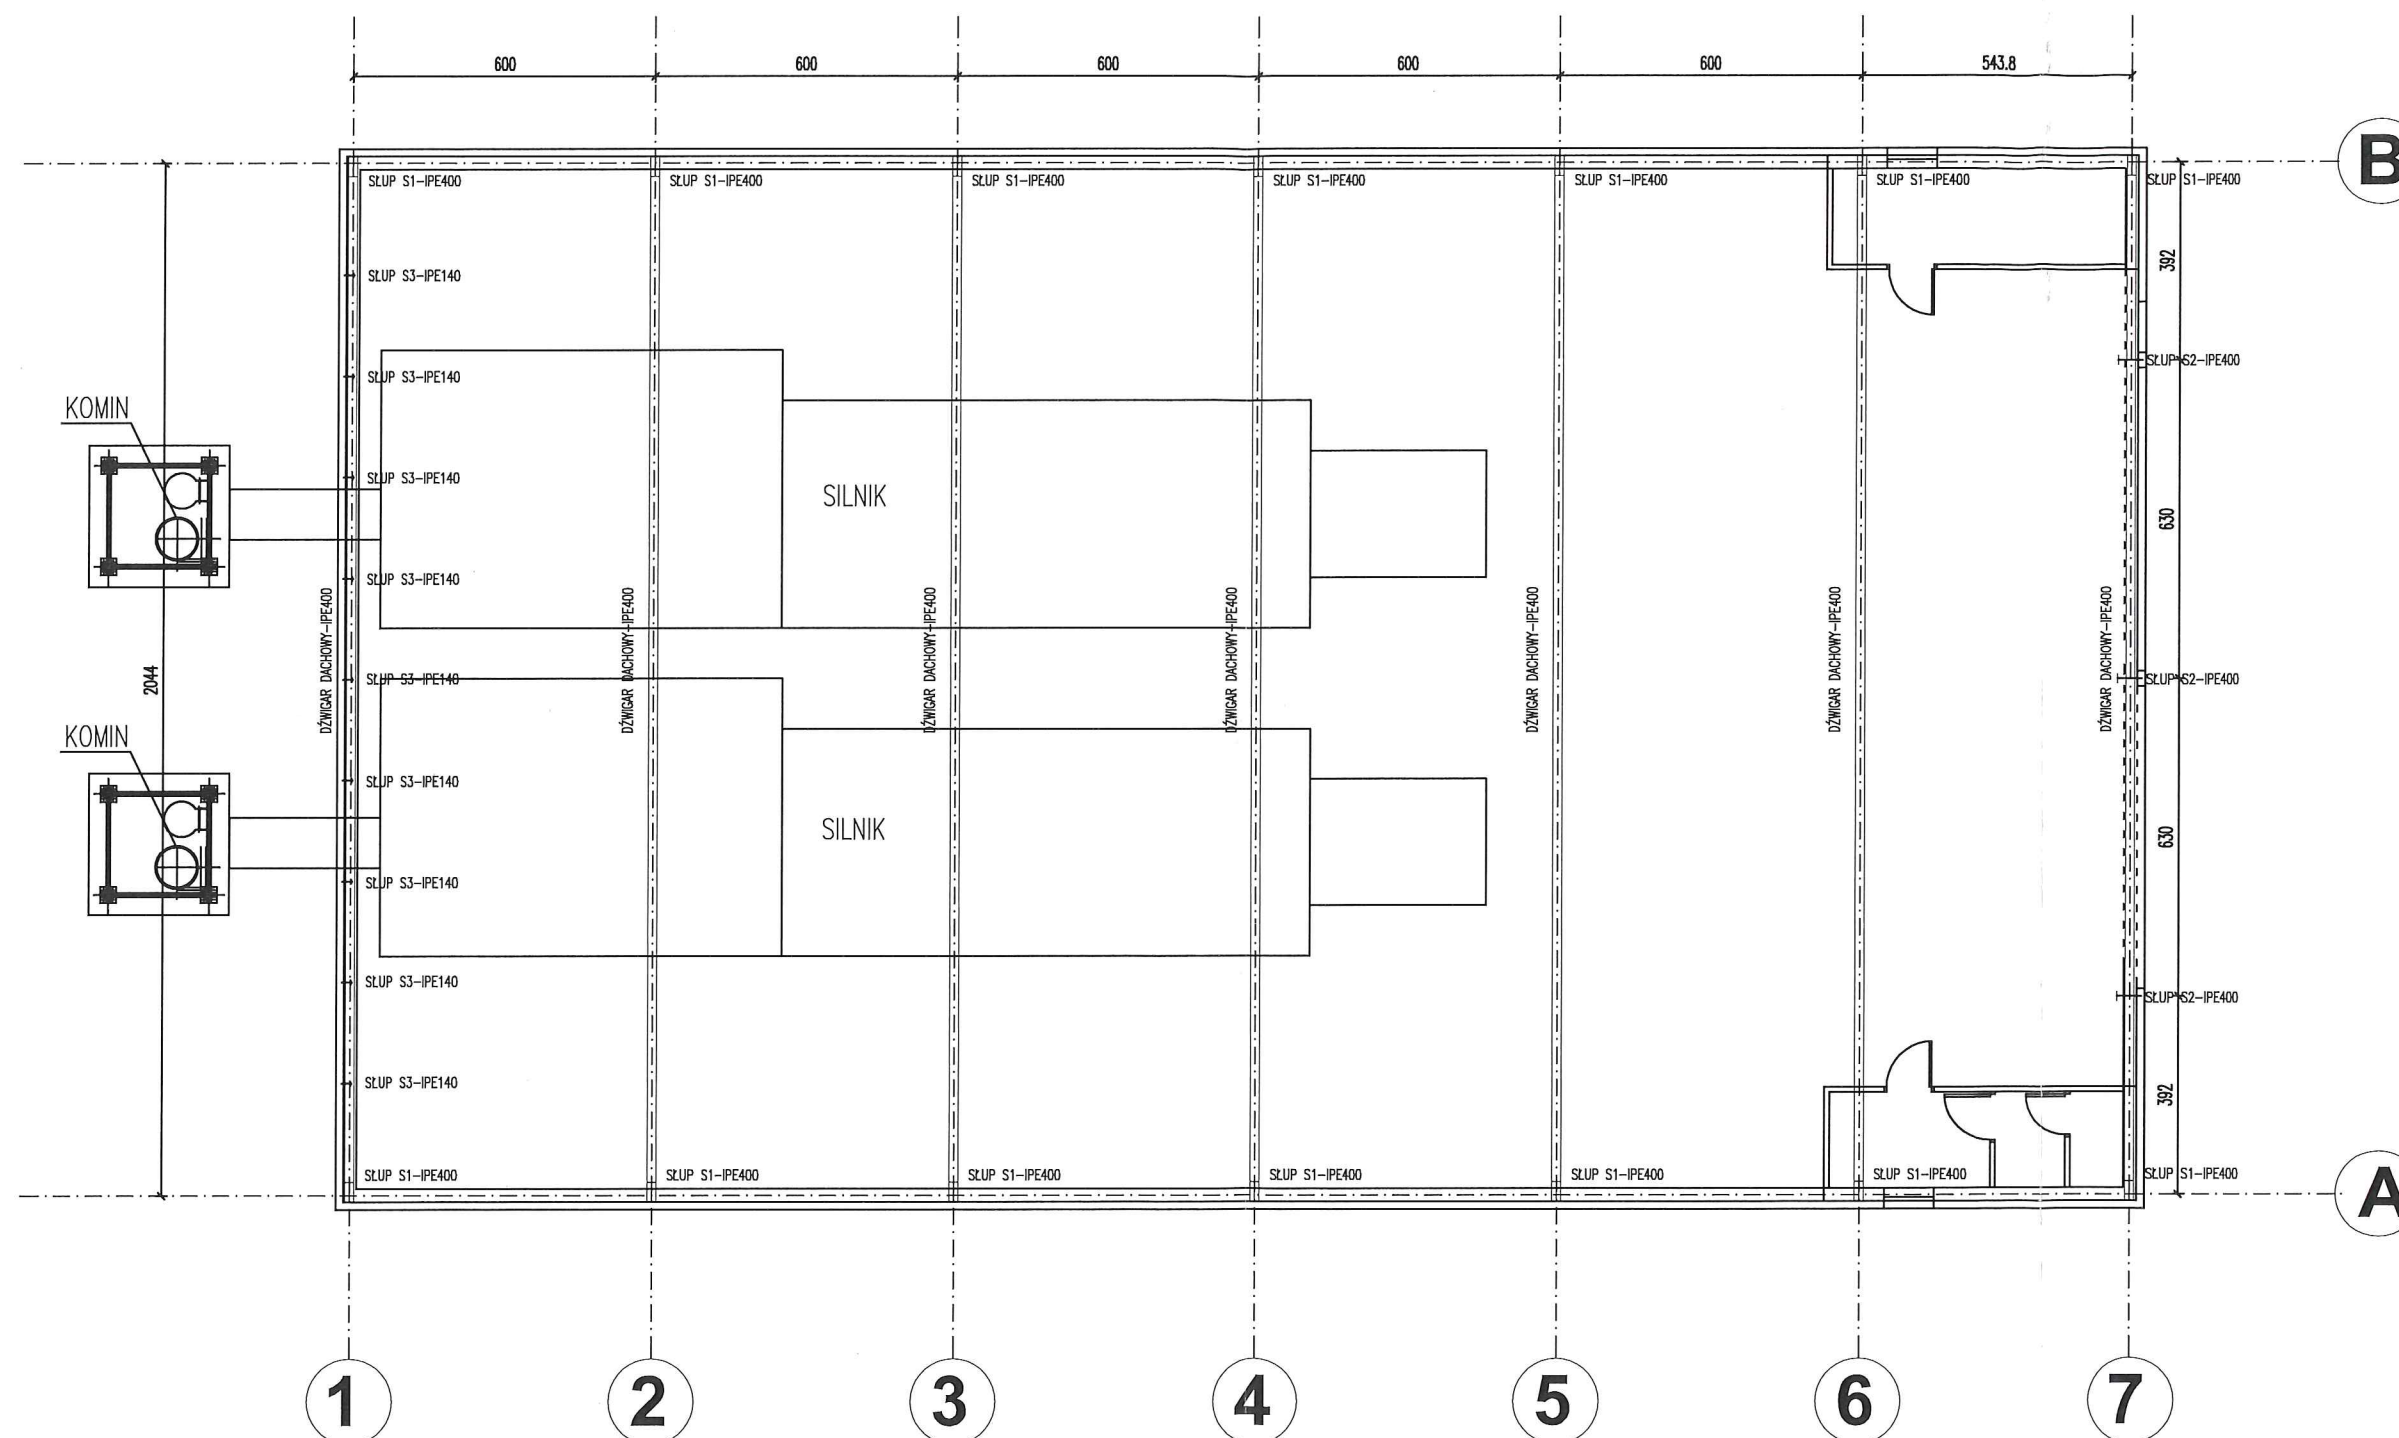 600 600 600 600 600 543.8
B
SŁUP S1-IPE400 SŁUP S1-IPE400 SŁUP S1-IPE400 SŁUP S1-IPE400 SŁUP S1-IPE400 SŁUP S1-IPE400 SŁUP S1-IPE400
392
SŁUP S3-IPE140
SŁUP S2-IPE400
SŁUP S3-IPE140
KOMIN
SŁUP S3-IPE140
SILNIK
630
SŁUP S3-IPE140
DŹWIGAR DACHOWY-IPE400
DŹWIGAR DACHOWY-IPE400
DŹWIGAR DACHOWY-IPE400
DŹWIGAR DACHOWY-IPE400
DŹWIGAR DACHOWY-IPE400
DŹWIGAR DACHOWY-IPE400
DŹWIGAR DACHOWY-IPE400
2044
SŁUP S3-IPE140
SŁUP S2-IPE400
KOMIN
SŁUP S3-IPE140
SILNIK
630
SŁUP S3-IPE140
SŁUP S3-IPE140
SŁUP S2-IPE400
SŁUP S3-IPE140
392
SŁUP S1-IPE400 SŁUP S1-IPE400 SŁUP S1-IPE400 SŁUP S1-IPE400 SŁUP S1-IPE400 SŁUP S1-IPE400 SŁUP S1-IPE400
A
1 2 3 4 5 6 7